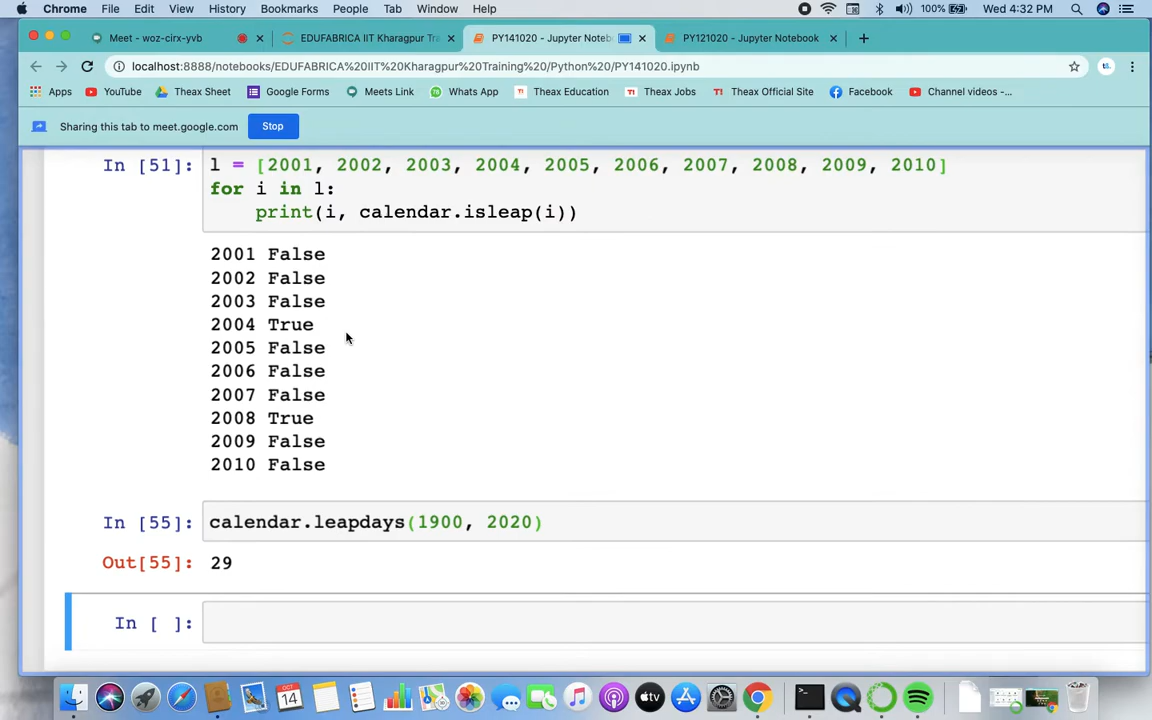 Chrome File Edit View History Bookmarks People Tab Window Help 100% Wed 4:32 PM
Meet - woz-cirx-yvb EDUFABRICA IIT Kharagpur Tra PY141020 - Jupyter Noteb PY121020 - Jupyter Notebook
localhost:8888/notebooks/EDUFABRICA%20IIT%20Kharagpur%20Training%20/Python%20/PY141020.ipynb
Apps YouTube Theax Sheet Google Forms Meets Link Whats App Theax Education Theax Jobs Theax Official Site Facebook Channel videos -...
Sharing this tab to meet.google.com Stop
In [51]: l = [2001, 2002, 2003, 2004, 2005, 2006, 2007, 2008, 2009, 2010]
for i in l:
print(i, calendar.isleap(i))
2001 False
2002 False
2003 False
2004 True
2005 False
2006 False
2007 False
2008 True
2009 False
2010 False
In [55]: calendar.leapdays(1900, 2020)
Out[55]: 29
In [ ]:
OCT
14